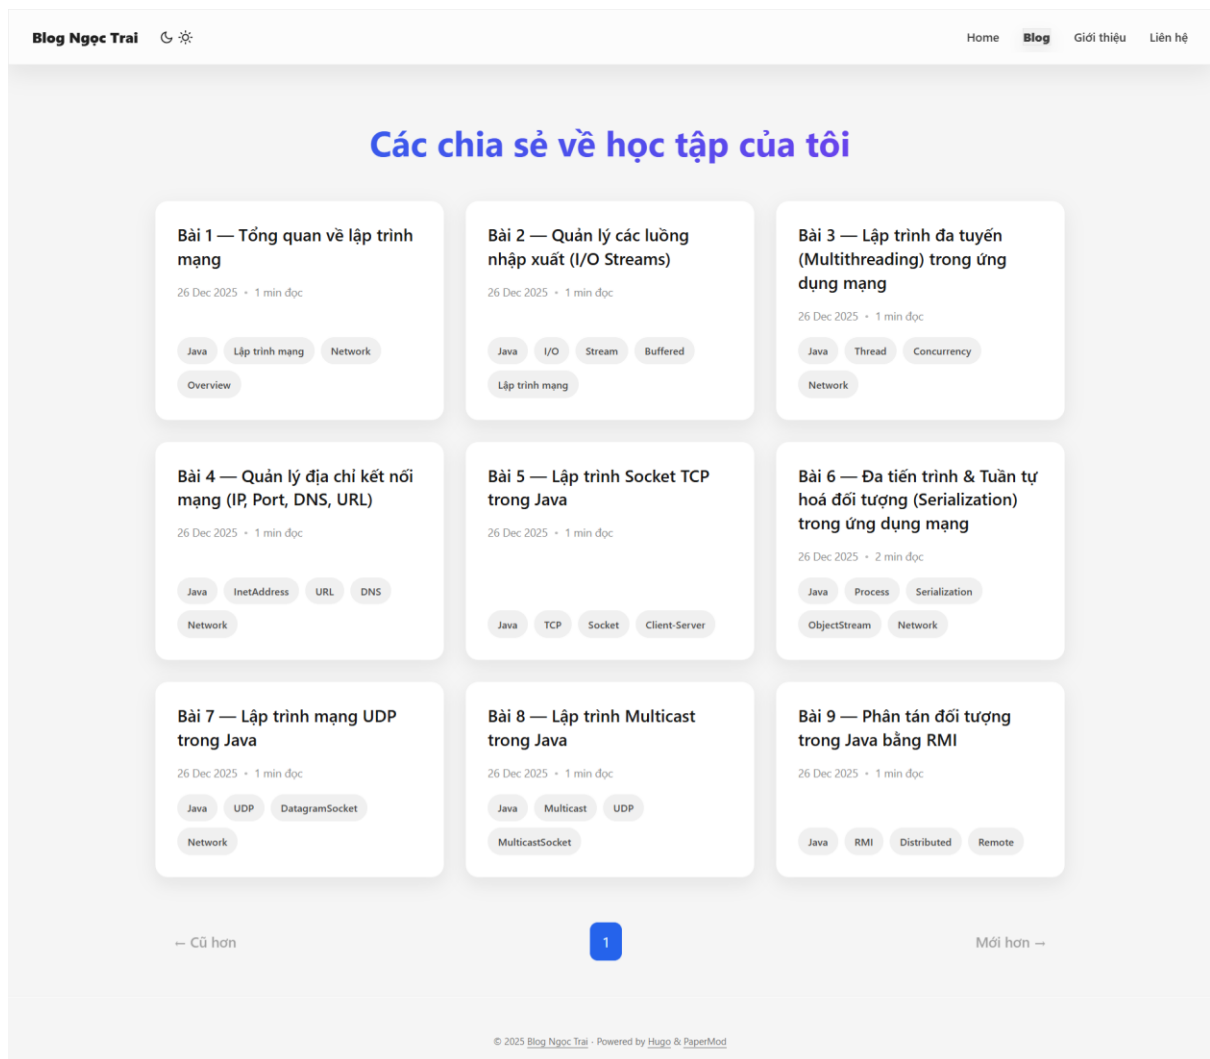 Blog Ngọc Trai
Home Blog Giới thiệu Liên hệ
Các chia sẻ về học tập của tôi
Bài 1 — Tổng quan về lập trình
mạng
26 Dec 2025 • 1 min đọc
Java Lập trình mạng Network
Overview
Bài 2 — Quản lý các luồng
nhập xuất (I/O Streams)
26 Dec 2025 • 1 min đọc
Java I/O Stream Buffered
Lập trình mạng
Bài 3 — Lập trình đa tuyến
(Multithreading) trong ứng
dụng mạng
26 Dec 2025 • 1 min đọc
Java Thread Concurrency
Network
Bài 4 — Quản lý địa chỉ kết nối
mạng (IP, Port, DNS, URL)
26 Dec 2025 • 1 min đọc
Java InetAddress URL DNS
Network
Bài 5 — Lập trình Socket TCP
trong Java
26 Dec 2025 • 1 min đọc
Java TCP Socket Client-Server
Bài 6 — Đa tiến trình & Tuần tự
hoá đối tượng (Serialization)
trong ứng dụng mạng
26 Dec 2025 • 2 min đọc
Java Process Serialization
ObjectStream Network
Bài 7 — Lập trình mạng UDP
trong Java
26 Dec 2025 • 1 min đọc
Java UDP DatagramSocket
Network
Bài 8 — Lập trình Multicast
trong Java
26 Dec 2025 • 1 min đọc
Java Multicast UDP
MulticastSocket
Bài 9 — Phân tán đối tượng
trong Java bằng RMI
26 Dec 2025 • 1 min đọc
Java RMI Distributed Remote
← Cũ hơn 1 Mới hơn →
© 2025 Blog Ngọc Trai · Powered by Hugo & PaperMod